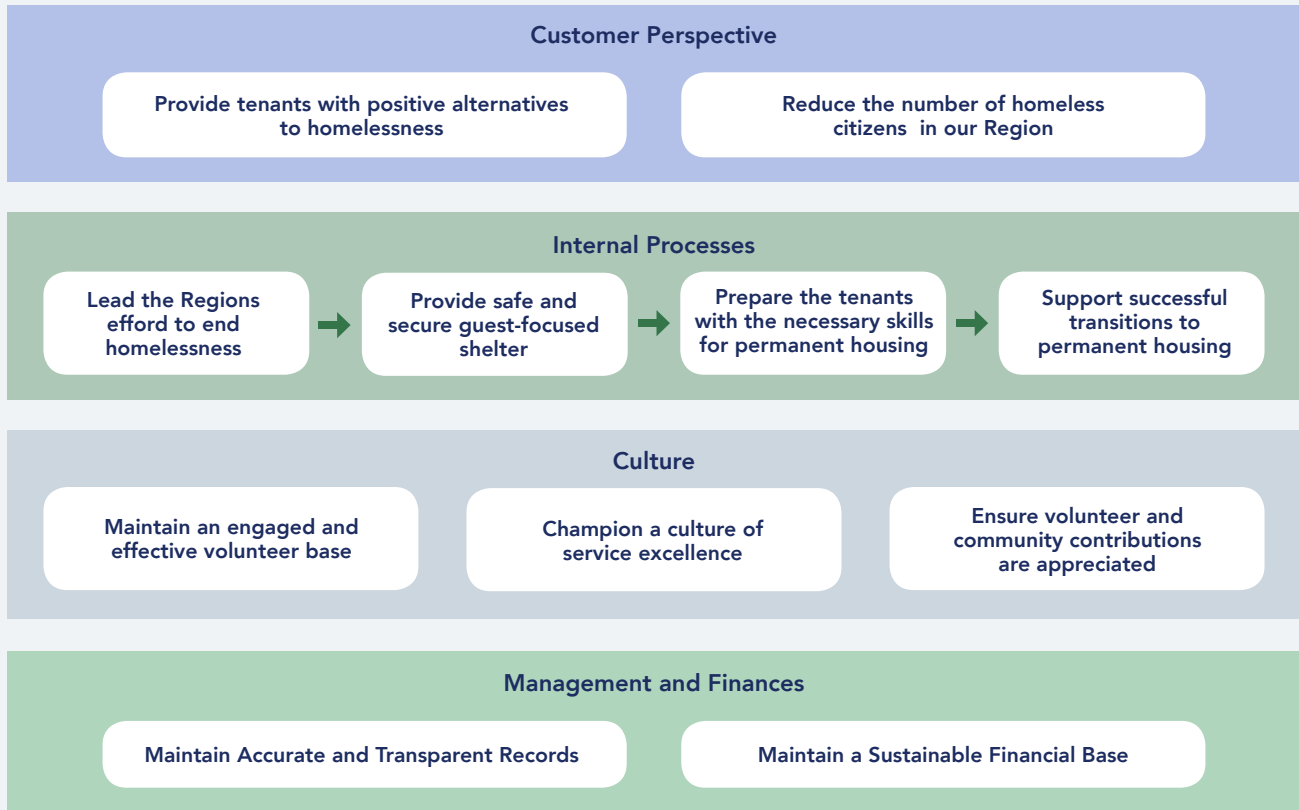 Customer Perspective
Provide tenants with positive alternatives
to homelessness
Reduce the number of homeless
citizens  in our Region
Internal Processes
Lead the Regions
efford to end
homelessness
Provide safe and
secure guest-focused
shelter
Prepare the tenants
with the necessary skills
for permanent housing
Support successful
transitions to
permanent housing
Culture
Maintain an engaged and
effective volunteer base
Champion a culture of
service excellence
Ensure volunteer and
community contributions
are appreciated
Management and Finances
Maintain Accurate and Transparent Records
Maintain a Sustainable Financial Base